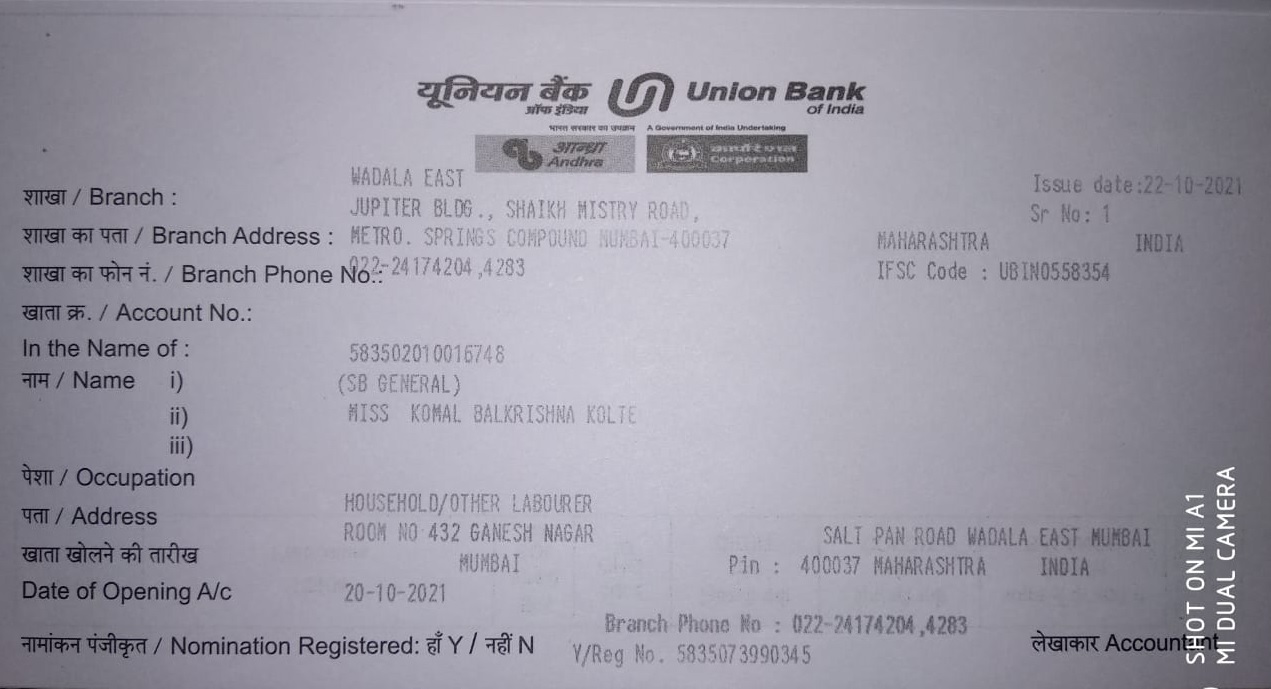 यूनियन बैंक Union Bank
ऑफ इंडिया of India
भारत सरकार का उपक्रम A Government of India Undertaking
आन्ध्रा
Andhra Corporation
WADALA EAST
Issue date:22-10-2021
शाखा / Branch :
JUPITER BLDG., SHAIKH MISTRY ROAD,
Sr No: 1
शाखा का पता / Branch Address : METRO. SPRINGS COMPOUND MUMBAI-400037 MAHARASHTRA INDIA
शाखा का फोन नं. / Branch Phone No.: 022-24174204,4283 IFSC Code : UBIN0558354
खाता क्र. / Account No.:
In the Name of : 583502010016748
नाम / Name i) (SB GENERAL)
ii) MISS KOMAL BALKRISHNA KOLTE
iii)
पेशा / Occupation
HOUSEHOLD/OTHER LABOURER
पता / Address
ROOM NO 432 GANESH NAGAR SALT PAN ROAD WADALA EAST MUMBAI
खाता खोलने की तारीख MUMBAI Pin : 400037 MAHARASHTRA INDIA
Date of Opening A/c 20-10-2021
Branch Phone No : 022-24174204,4283
नामांकन पंजीकृत / Nomination Registered: हाँ Y / नहीं N Y/Reg No. 5835073990345 लेखाकार Accountant
SHOT ON MI A1
MI DUAL CAMERA